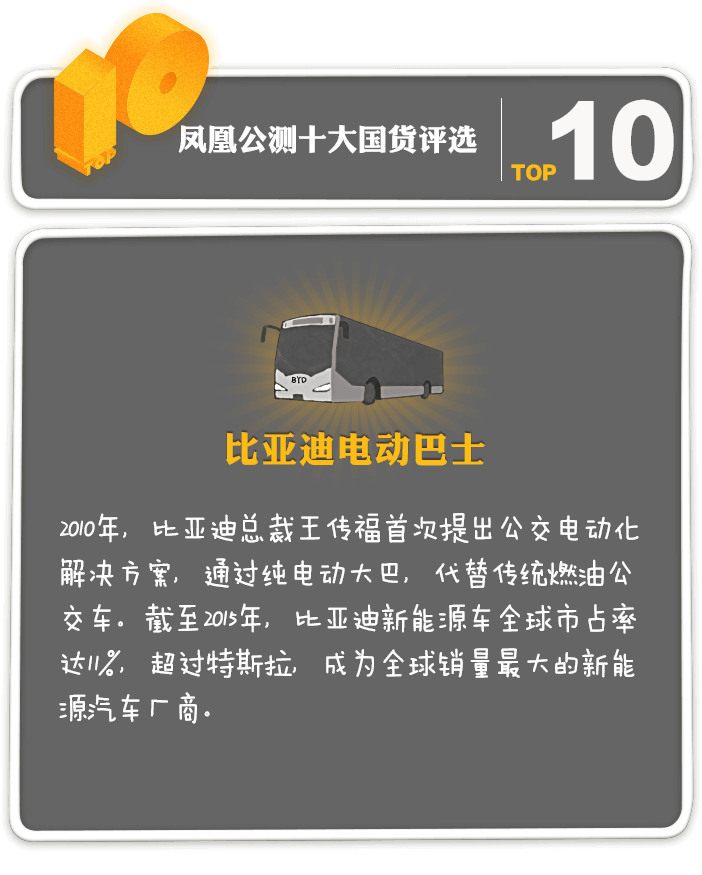 TOP
凤凰公测十大国货评选
TOP 10
BYD
比亚迪电动巴士
2010年，比亚迪总裁王传福首次提出公交电动化
解决方案，通过纯电动大巴，代替传统燃油公
交车。截至2015年，比亚迪新能源车全球市占率
达11%，超过特斯拉，成为全球销量最大的新能
源汽车厂商。